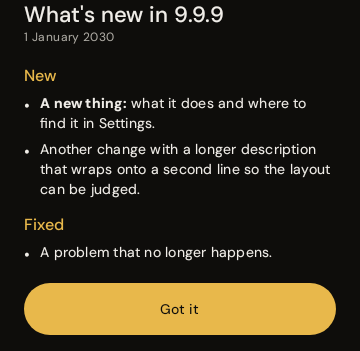 What's new in 9.9.9
1 January 2030
New
• A new thing: what it does and where to
find it in Settings.
• Another change with a longer description
that wraps onto a second line so the layout
can be judged.
Fixed
• A problem that no longer happens.
Got it